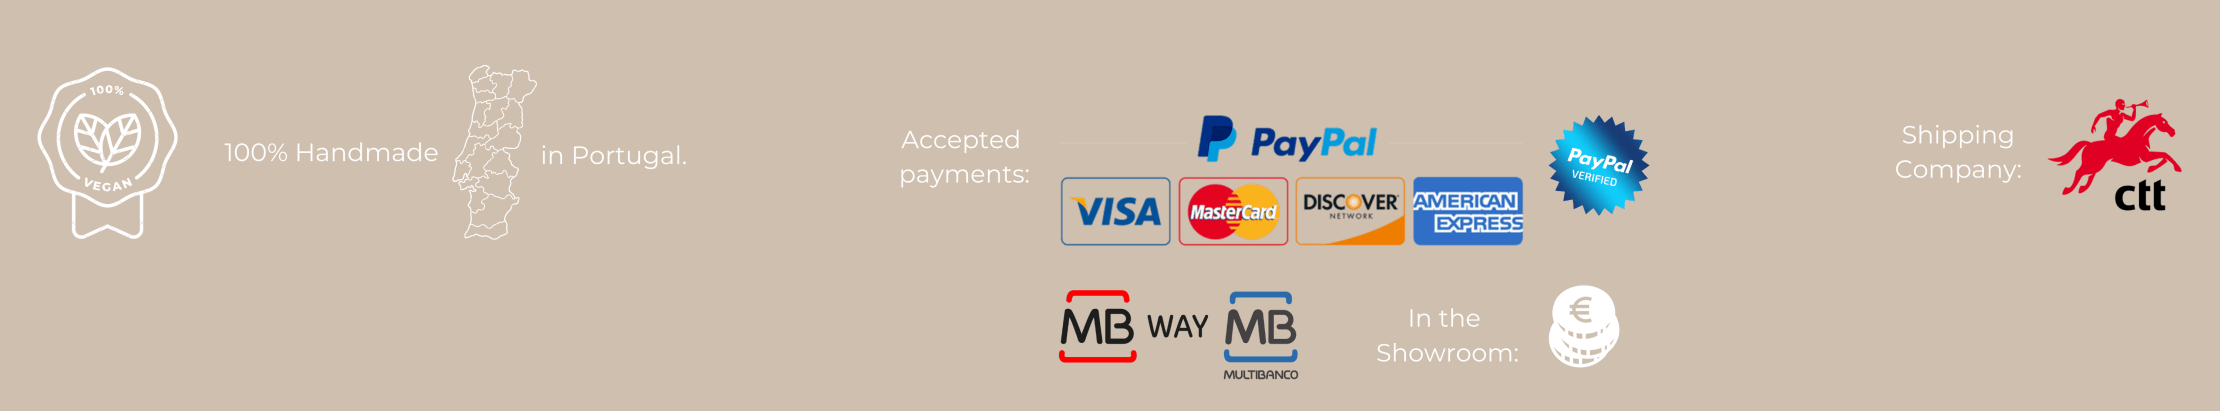 100%
VEGAN
100% Handmade
in Portugal.
Accepted
payments:
PayPal
VISA
MasterCard
DISCOVER
NETWORK
AMERICAN
EXPRESS
PayPal
VERIFIED
MB WAY
MB
MULTIBANCO
In the
Showroom:
€
Shipping
Company:
ctt